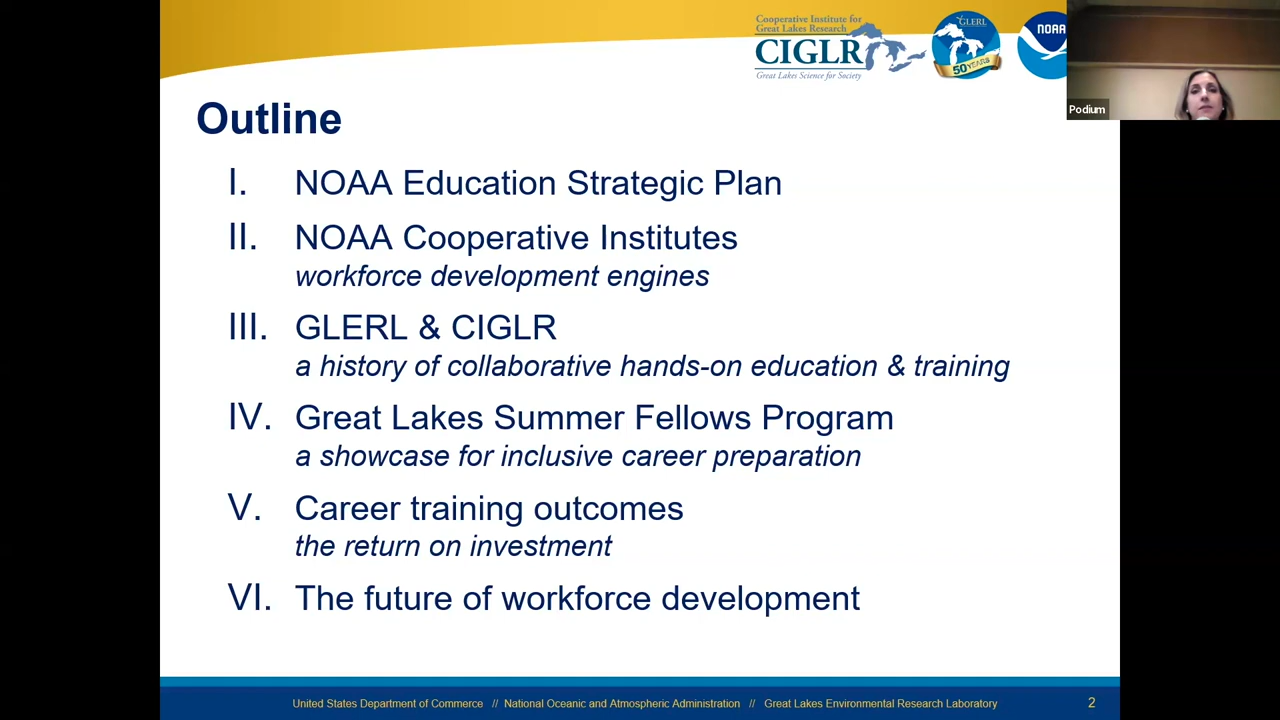 Cooperative Institute for
Great Lakes Research
CIGLR
Great Lakes Science for Society
GLERL
50 YEARS
NOAA
Podium
Outline
I. NOAA Education Strategic Plan
II. NOAA Cooperative Institutes
workforce development engines
III. GLERL & CIGLR
a history of collaborative hands-on education & training
IV. Great Lakes Summer Fellows Program
a showcase for inclusive career preparation
V. Career training outcomes
the return on investment
VI. The future of workforce development
United States Department of Commerce // National Oceanic and Atmospheric Administration // Great Lakes Environmental Research Laboratory
2